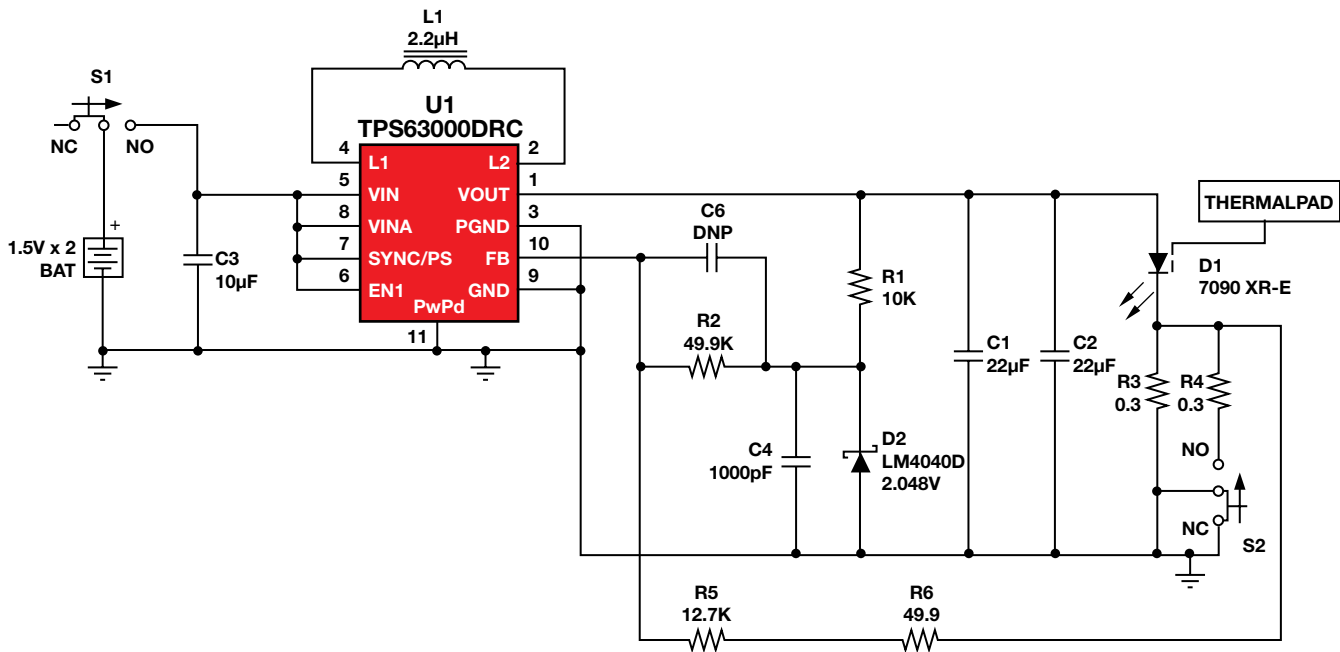 L1
2.2µH
S1
NC
NO
+
1.5V x 2
BAT
C3
10µF
U1
TPS63000DRC
4
L1
5
VIN
8
VINA
7
SYNC/PS
6
EN1
PwPd
11
L2
2
VOUT
1
PGND
3
FB
10
GND
9
C6
DNP
R2
49.9K
R1
10K
C4
1000pF
D2
LM4040D
2.048V
C1
22µF
C2
22µF
THERMALPAD
D1
7090 XR-E
R3
0.3
R4
0.3
NO
NC
S2
R5
12.7K
R6
49.9